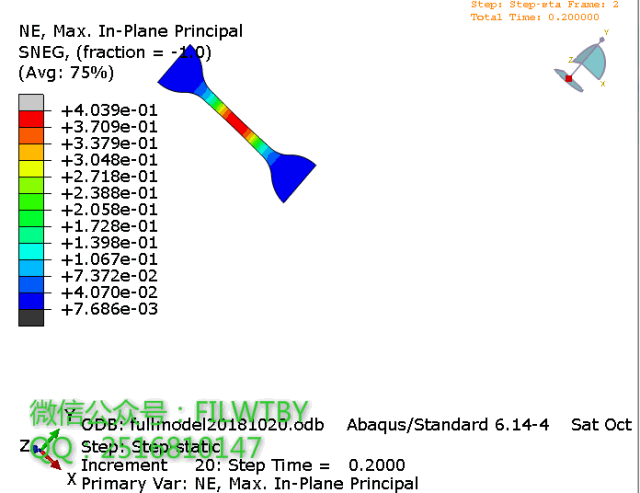 Step: Step-sta Frame: 2
Total Time: 0.200000
NE, Max. In-Plane Principal
SNEG, (fraction = -1.0)
(Avg: 75%)
+4.039e-01
+3.709e-01
+3.379e-01
+3.048e-01
+2.718e-01
+2.388e-01
+2.058e-01
+1.728e-01
+1.398e-01
+1.067e-01
+7.372e-02
+4.070e-02
+7.686e-03
Y
Z
X
微信公众号：FILWTBY
Y
ODB: fullmodel20181020.odb Abaqus/Standard 6.14-4 Sat Oct
QQ：2516810147
Z
Step: Step-static
Increment 20: Step Time = 0.2000
X
Primary Var: NE, Max. In-Plane Principal